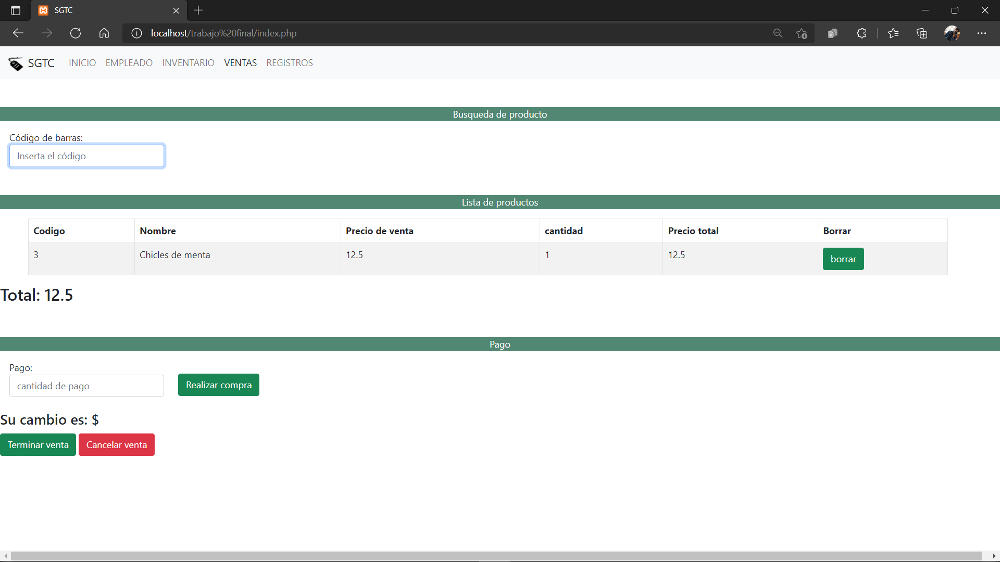 SGTC
localhost/trabajo%20final/index.php
SGTC INICIO EMPLEADO INVENTARIO VENTAS REGISTROS
Busqueda de producto
Código de barras:
Inserta el código
Lista de productos
Codigo Nombre Precio de venta cantidad Precio total Borrar
3 Chicles de menta 12.5 1 12.5 borrar
Total: 12.5
Pago
Pago:
cantidad de pago Realizar compra
Su cambio es: $
Terminar venta Cancelar venta